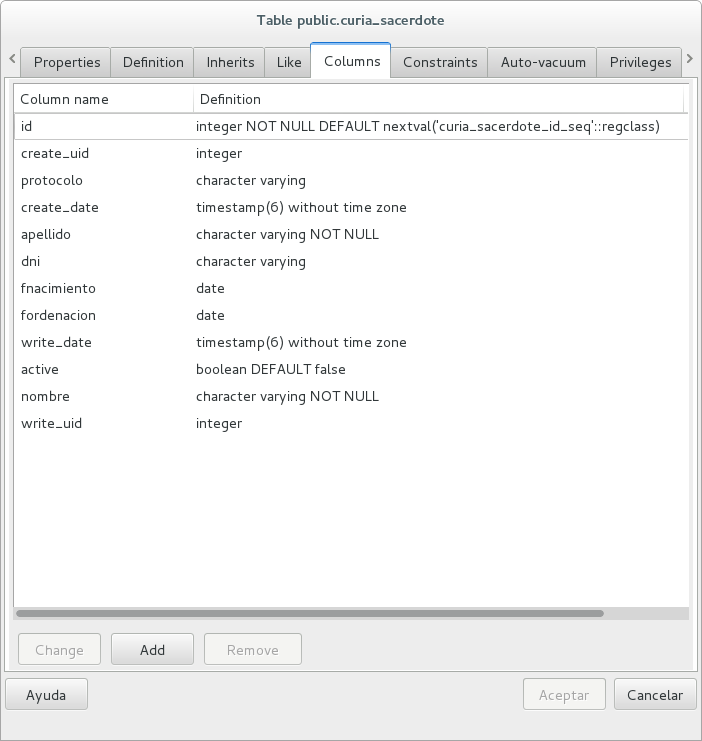 Table public.curia_sacerdote
Properties Definition Inherits Like Columns Constraints Auto-vacuum Privileges
Column name Definition
id integer NOT NULL DEFAULT nextval('curia_sacerdote_id_seq'::regclass)
create_uid integer
protocolo character varying
create_date timestamp(6) without time zone
apellido character varying NOT NULL
dni character varying
fnacimiento date
fordenacion date
write_date timestamp(6) without time zone
active boolean DEFAULT false
nombre character varying NOT NULL
write_uid integer
Change Add Remove
Ayuda Aceptar Cancelar